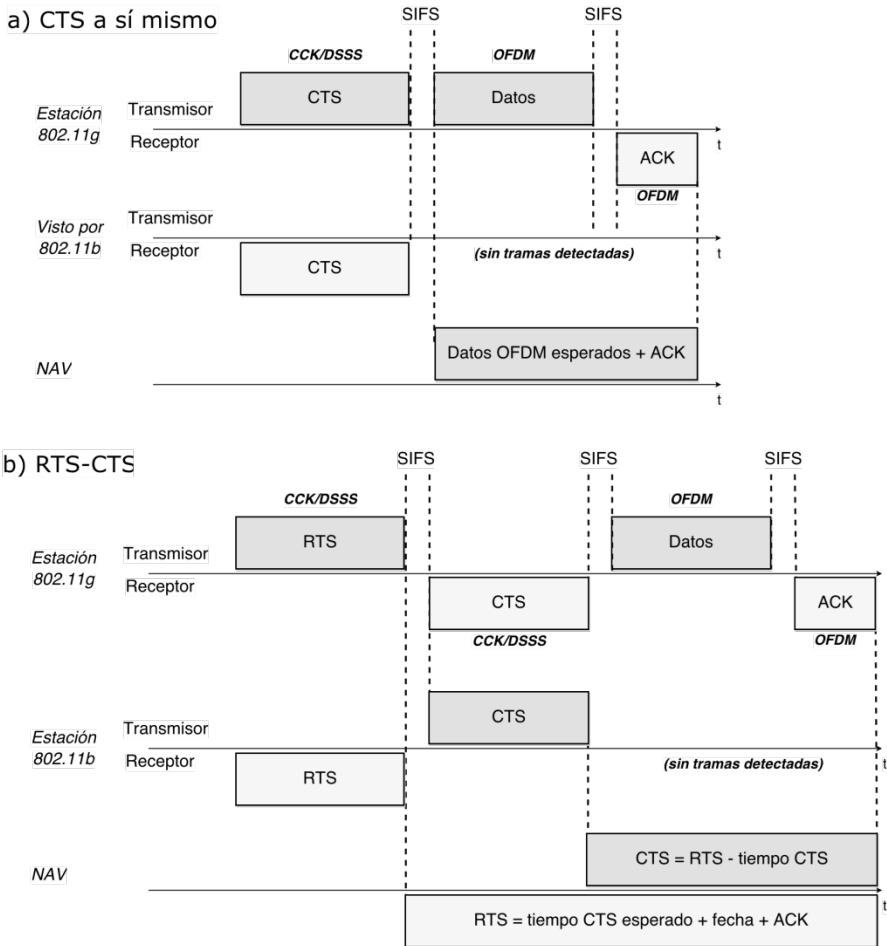 a) CTS a sí mismo
SIFS
SIFS
CCK/DSSS
OFDM
CTS
Datos
Estación
802.11g
Transmisor
Receptor
t
ACK
OFDM
Visto por
802.11b
Transmisor
Receptor
CTS
(sin tramas detectadas)
t
Datos OFDM esperados + ACK
NAV
t
b) RTS-CTS
SIFS
SIFS
SIFS
CCK/DSSS
OFDM
RTS
Datos
Estación
802.11g
Transmisor
Receptor
t
CTS
ACK
CCK/DSSS
OFDM
CTS
Estación
802.11b
Transmisor
Receptor
(sin tramas detectadas)
t
RTS
CTS = RTS - tiempo CTS
NAV
t
RTS = tiempo CTS esperado + fecha + ACK